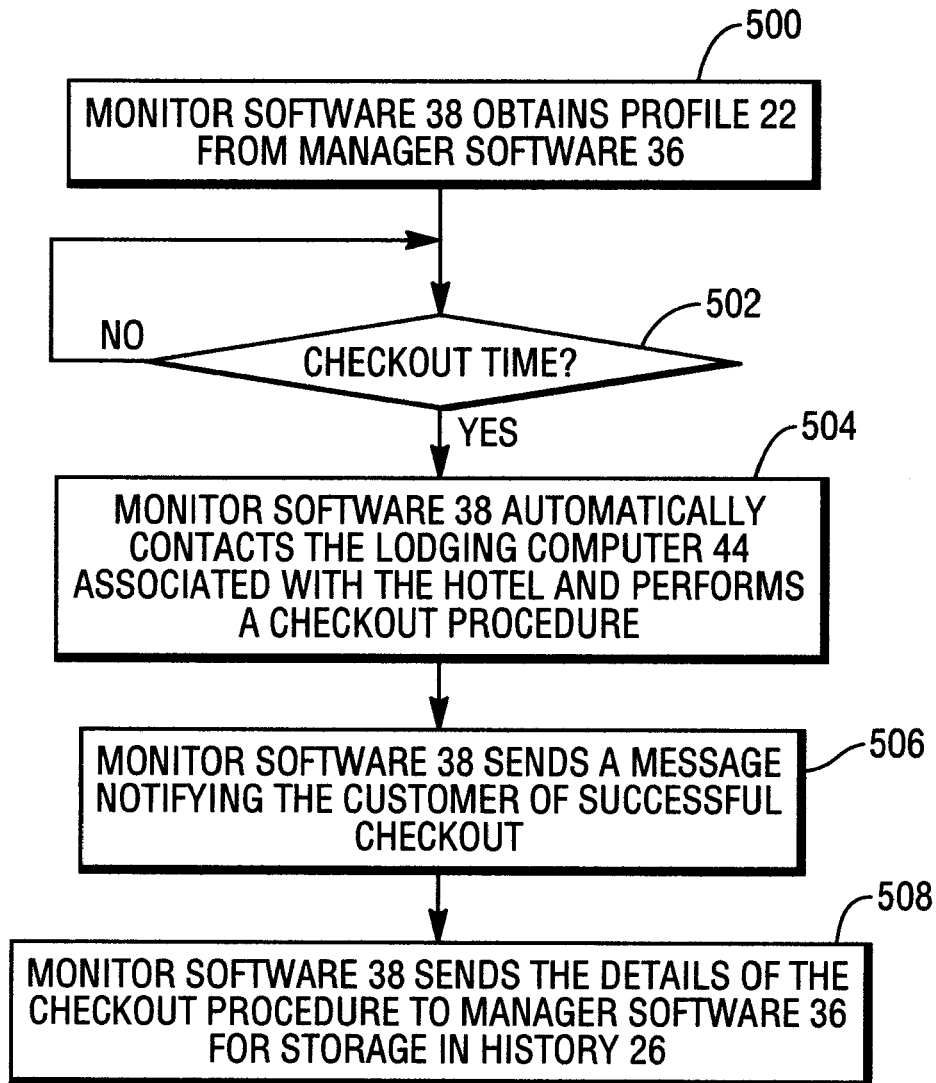 500
MONITOR SOFTWARE 38 OBTAINS PROFILE 22
FROM MANAGER SOFTWARE 36
502
NO
CHECKOUT TIME?
YES
504
MONITOR SOFTWARE 38 AUTOMATICALLY
CONTACTS THE LODGING COMPUTER 44
ASSOCIATED WITH THE HOTEL AND PERFORMS
A CHECKOUT PROCEDURE
506
MONITOR SOFTWARE 38 SENDS A MESSAGE
NOTIFYING THE CUSTOMER OF SUCCESSFUL
CHECKOUT
508
MONITOR SOFTWARE 38 SENDS THE DETAILS OF THE
CHECKOUT PROCEDURE TO MANAGER SOFTWARE 36
FOR STORAGE IN HISTORY 26